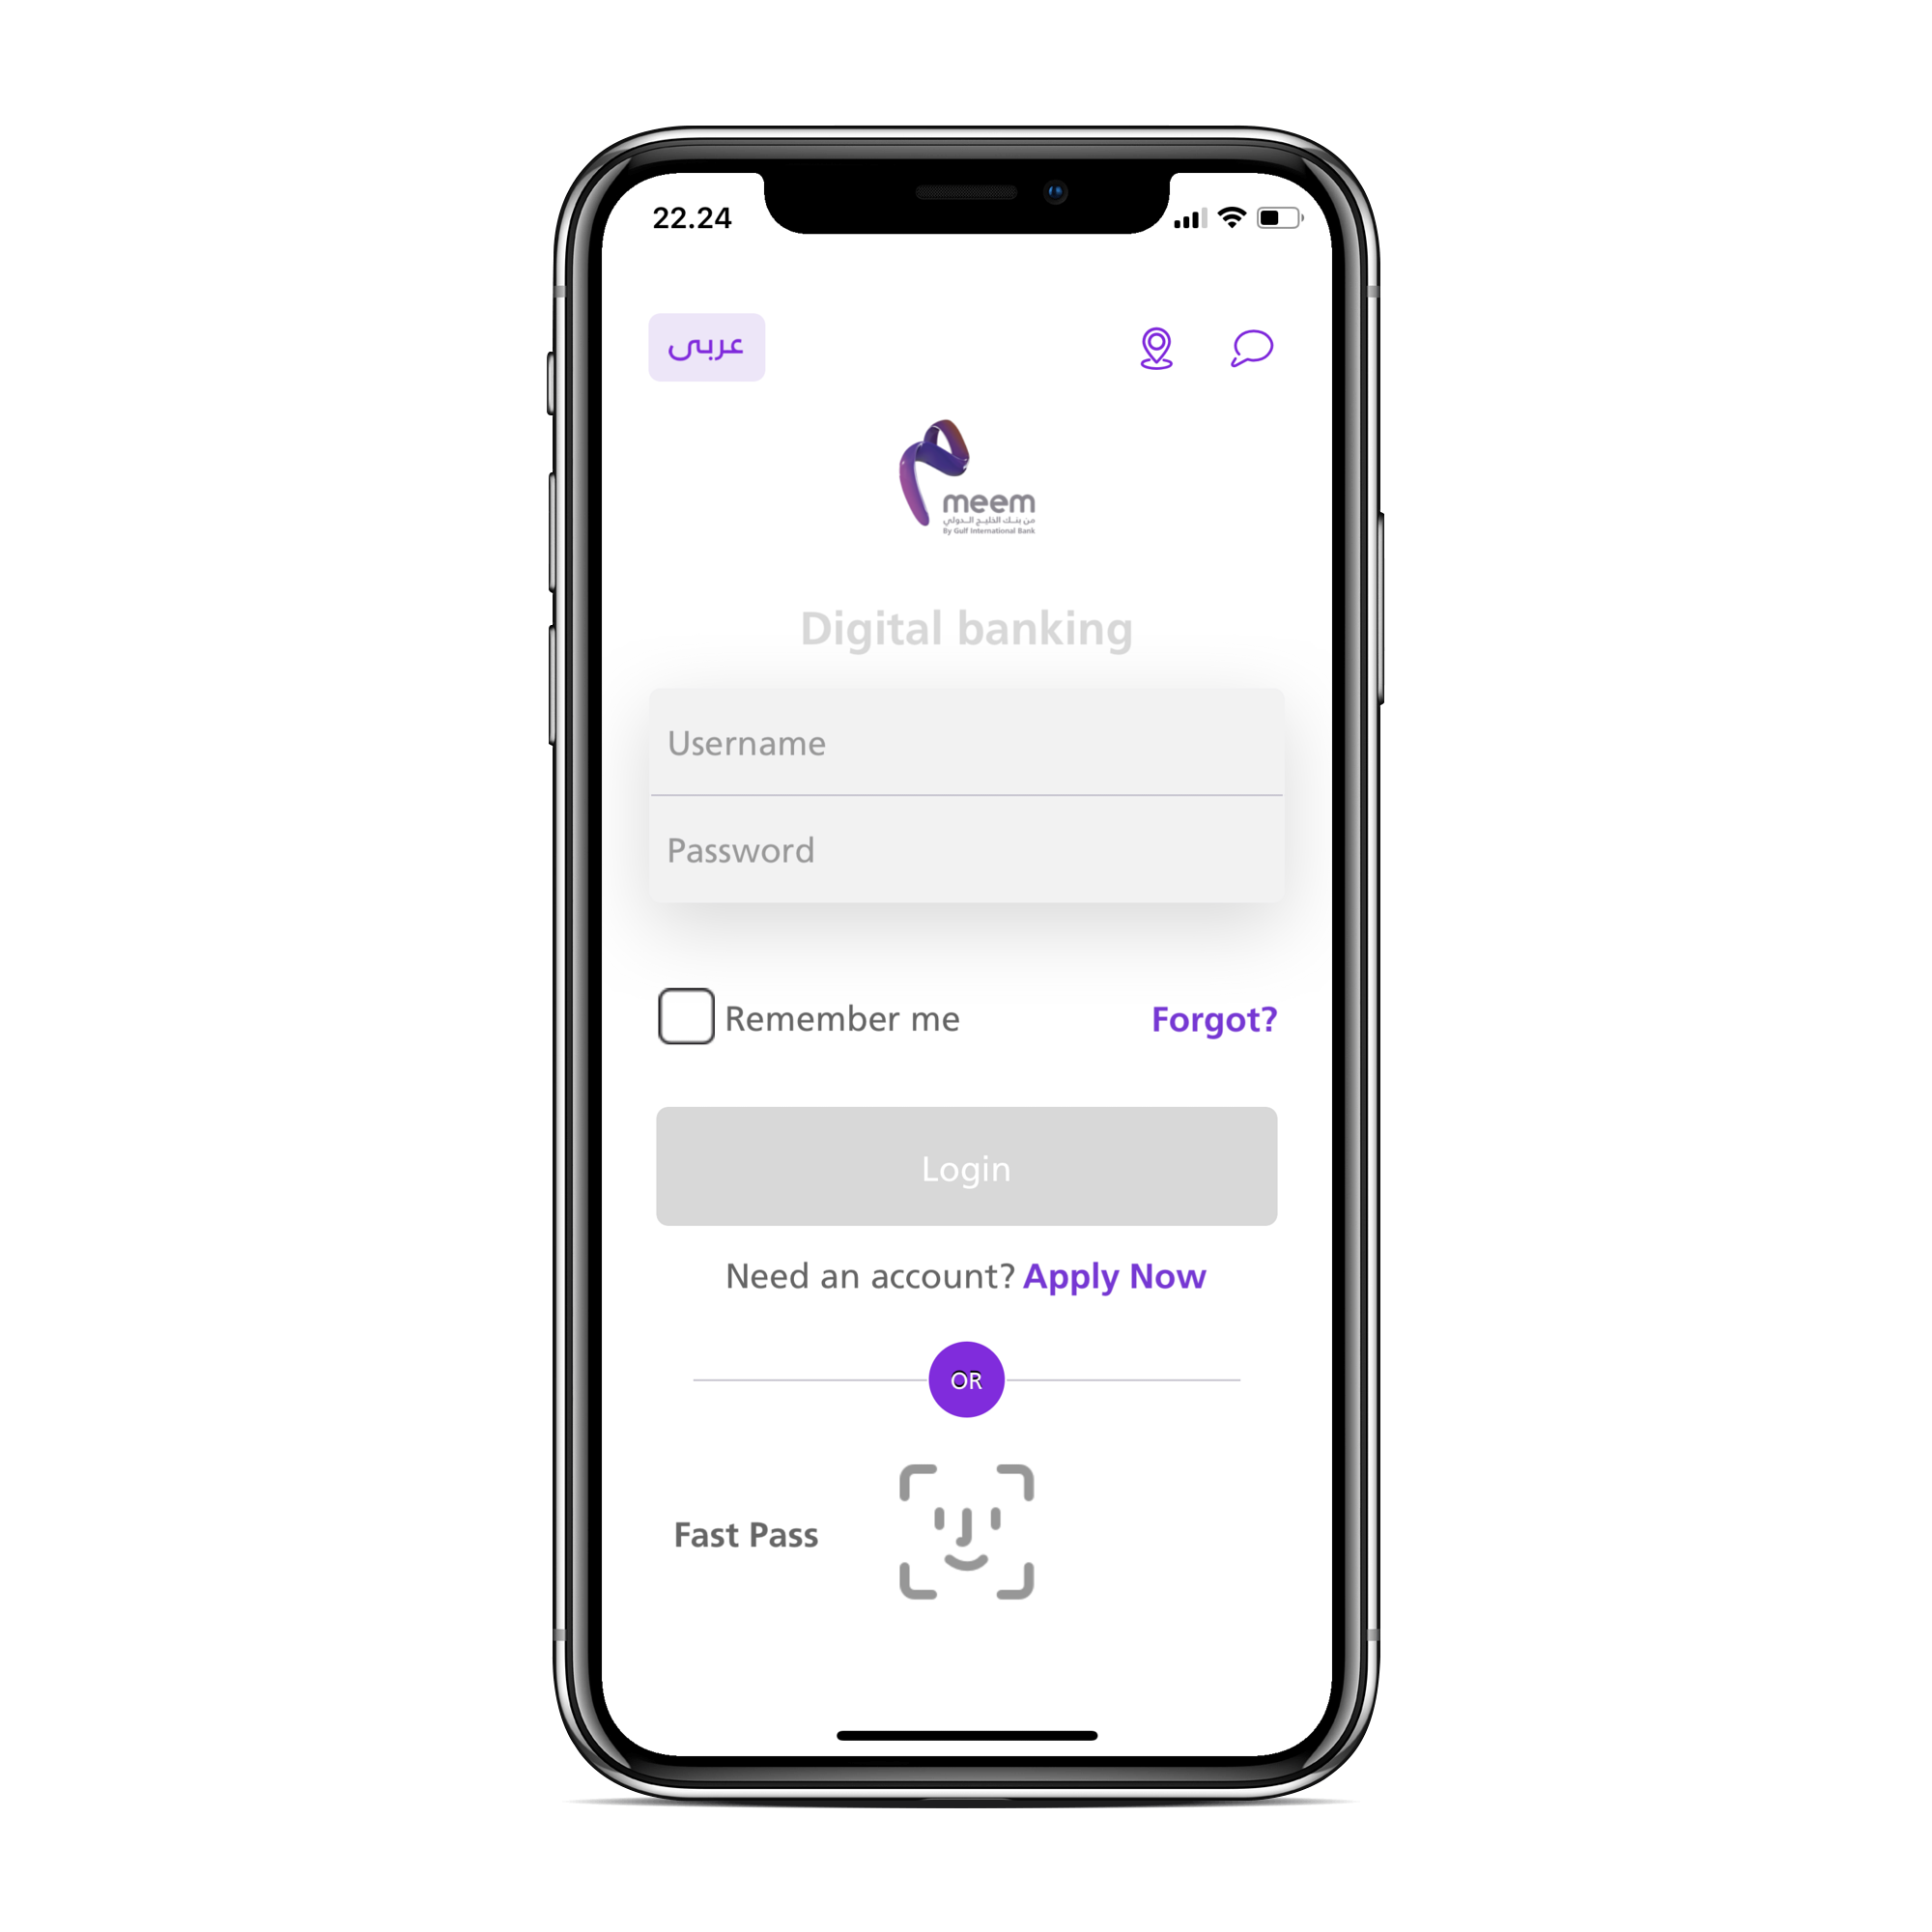 22.24
عربى
meem
من بنك الخليج الدولي
By Gulf International Bank
Digital banking
Username
Password
Remember me Forgot?
Login
Need an account? Apply Now
OR
Fast Pass